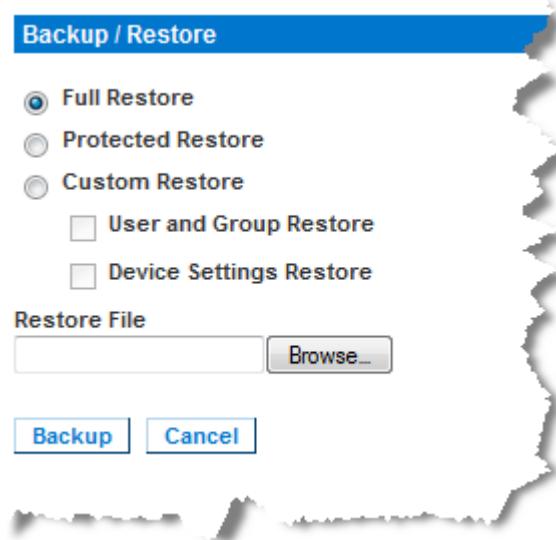 Backup / Restore
Full Restore
Protected Restore
Custom Restore
User and Group Restore
Device Settings Restore
Restore File
Browse...
Backup Cancel